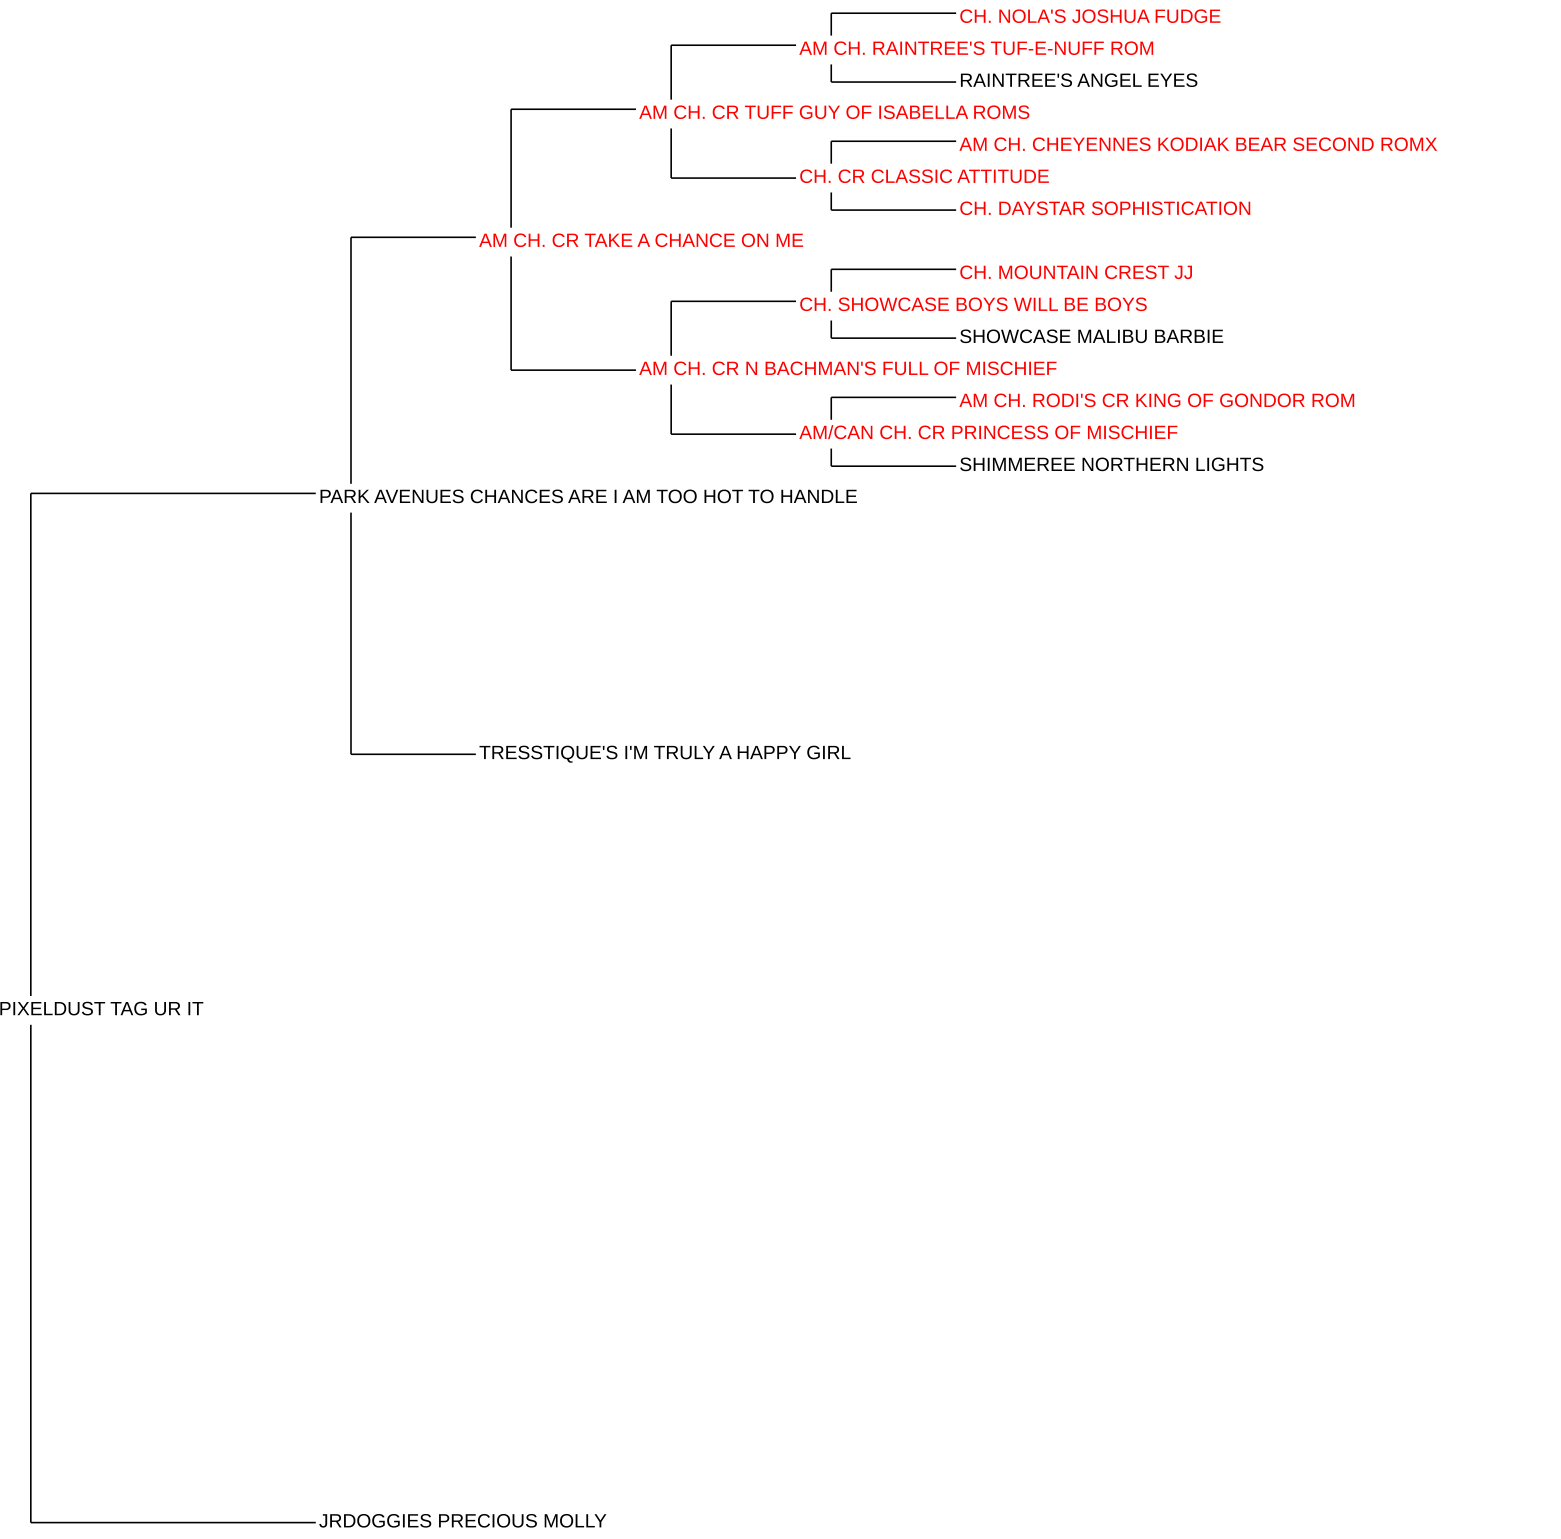 CH. NOLA'S JOSHUA FUDGE
AM CH. RAINTREE'S TUF-E-NUFF ROM
RAINTREE'S ANGEL EYES
AM CH. CR TUFF GUY OF ISABELLA ROMS
AM CH. CHEYENNES KODIAK BEAR SECOND ROMX
CH. CR CLASSIC ATTITUDE
CH. DAYSTAR SOPHISTICATION
AM CH. CR TAKE A CHANCE ON ME
CH. MOUNTAIN CREST JJ
CH. SHOWCASE BOYS WILL BE BOYS
SHOWCASE MALIBU BARBIE
AM CH. CR N BACHMAN'S FULL OF MISCHIEF
AM CH. RODI'S CR KING OF GONDOR ROM
AM/CAN CH. CR PRINCESS OF MISCHIEF
SHIMMEREE NORTHERN LIGHTS
PARK AVENUES CHANCES ARE I AM TOO HOT TO HANDLE
TRESSTIQUE'S I'M TRULY A HAPPY GIRL
PIXELDUST TAG UR IT
JRDOGGIES PRECIOUS MOLLY